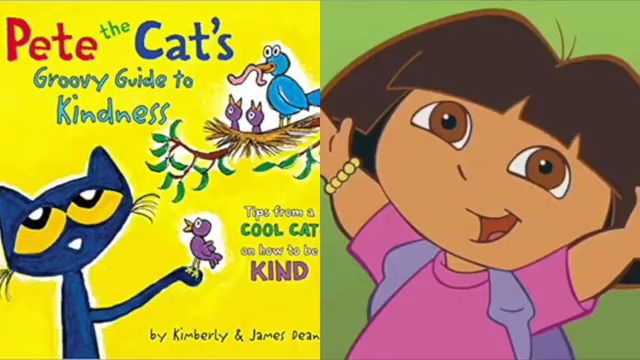 Pete the Cat's
Groovy Guide to
Kindness
Tips from a
COOL CAT
on how to be
KIND
by Kimberly & James Dean